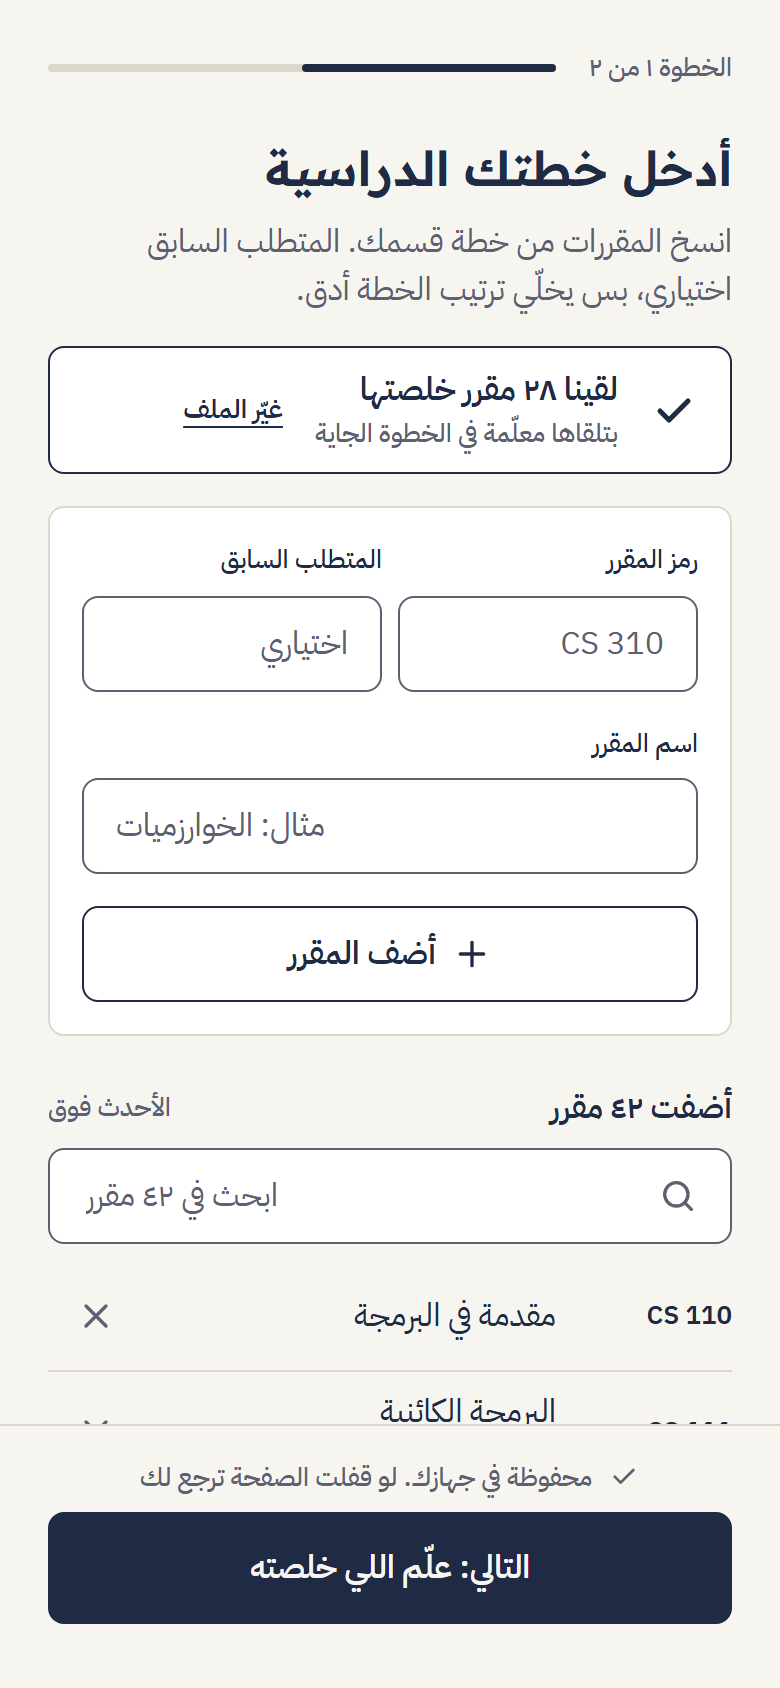 الخطوة ١ من ٢
أدخل خطتك الدراسية
انسخ المقررات من خطة قسمك. المتطلب السابق
اختياري، بس يخلّي ترتيب الخطة أدق.
لقينا ٢٨ مقرر خلصتها
بتلقاها معلّمة في الخطوة الجاية
غيّر الملف
رمز المقرر
المتطلب السابق
CS 310
اختياري
اسم المقرر
مثال: الخوارزميات
أضف المقرر
أضفت ٤٢ مقرر
الأحدث فوق
ابحث في ٤٢ مقرر
CS 110
مقدمة في البرمجة
البرمجة الكائنية
محفوظة في جهازك. لو قفلت الصفحة ترجع لك
التالي: علّم اللي خلصته